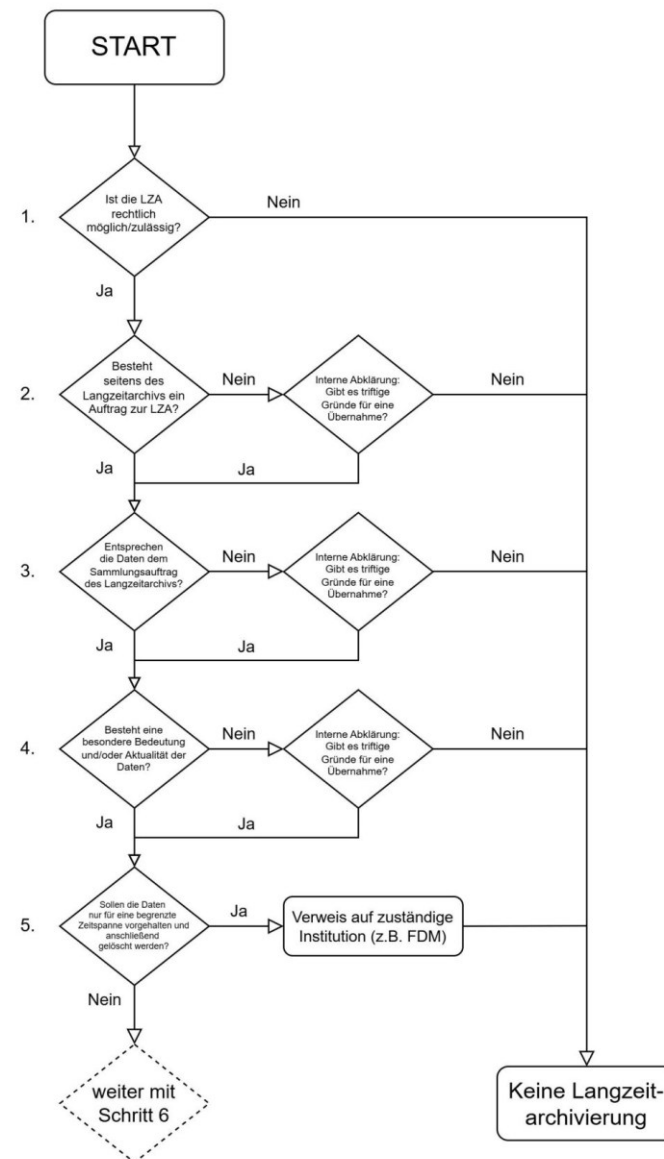 START
1.
Ist die LZA
rechtlich
möglich/zulässig?
Nein
Ja
2.
Besteht
seitens des
Langzeitarchivs ein
Auftrag zur LZA?
Nein
Interne Abklärung:
Gibt es triftige
Gründe für eine
Übernahme?
Nein
Ja
Ja
3.
Entsprechen
die Daten dem
Sammlungsauftrag
des Langzeitarchivs?
Nein
Interne Abklärung:
Gibt es triftige
Gründe für eine
Übernahme?
Nein
Ja
Ja
4.
Besteht eine
besondere Bedeutung
und/oder Aktualität der
Daten?
Nein
Interne Abklärung:
Gibt es triftige
Gründe für eine
Übernahme?
Nein
Ja
Ja
5.
Sollen die Daten
nur für eine begrenzte
Zeitspanne vorgehalten und
anschließend
gelöscht werden?
Ja
Verweis auf zuständige
Institution (z.B. FDM)
Nein
weiter mit
Schritt 6
Keine Langzeit-
archivierung